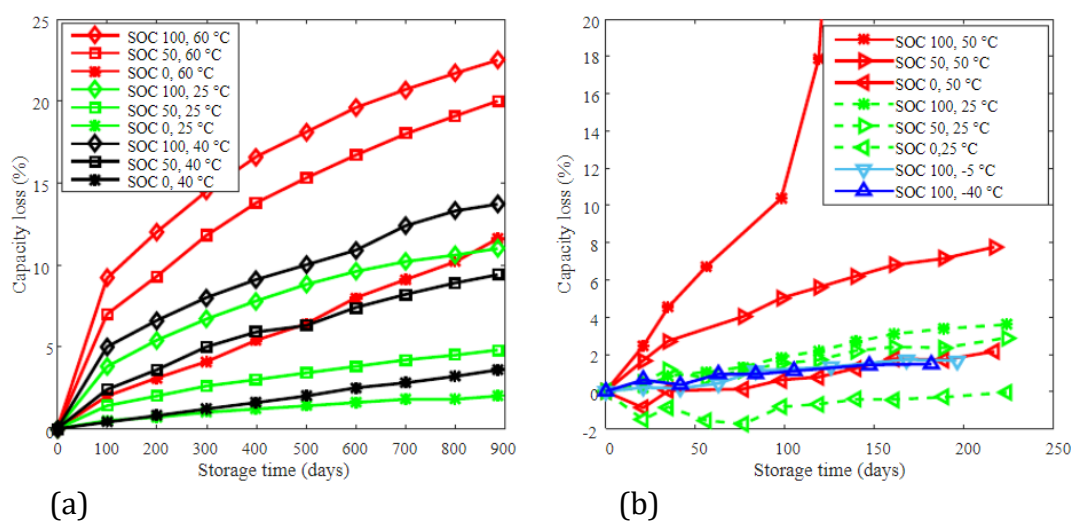 25
20
15
10
5
0
Capacity loss (%)
SOC 100, 60 °C
SOC 50, 60 °C
SOC 0, 60 °C
SOC 100, 25 °C
SOC 50, 25 °C
SOC 0, 25 °C
SOC 100, 40 °C
SOC 50, 40 °C
SOC 0, 40 °C
0 100 200 300 400 500 600 700 800 900
Storage time (days)
(a)
20
18
16
14
12
10
8
6
4
2
0
-2
Capacity loss (%)
SOC 100, 50 °C
SOC 50, 50 °C
SOC 0, 50 °C
SOC 100, 25 °C
SOC 50, 25 °C
SOC 0,25 °C
SOC 100, -5 °C
SOC 100, -40 °C
0 50 100 150 200 250
Storage time (days)
(b)